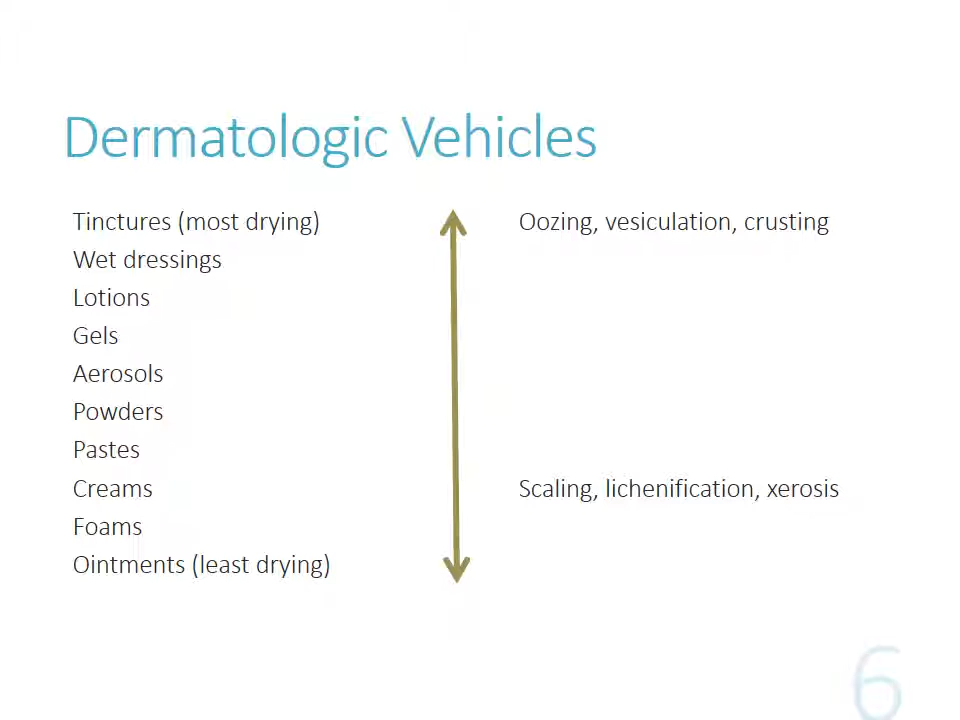 Dermatologic Vehicles
Tinctures (most drying)
Wet dressings
Lotions
Gels
Aerosols
Powders
Pastes
Creams
Foams
Ointments (least drying)
Oozing, vesiculation, crusting
Scaling, lichenification, xerosis
6